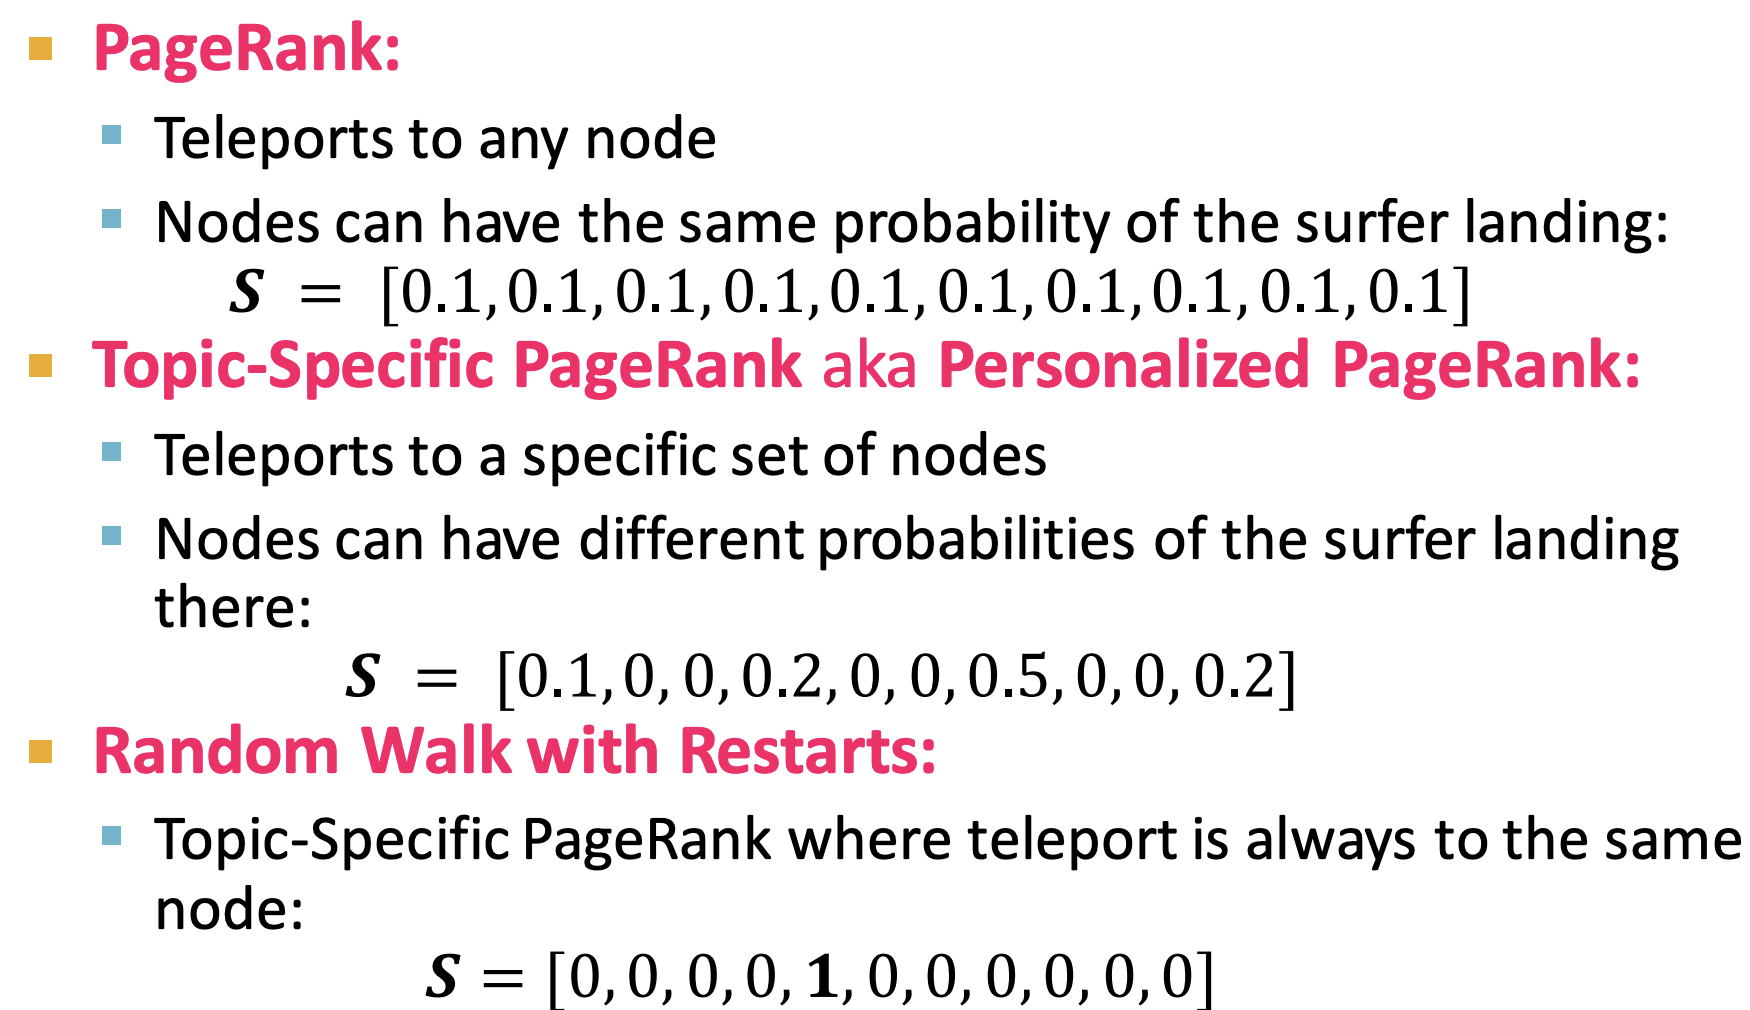 PageRank:
Teleports to any node
Nodes can have the same probability of the surfer landing:
S = [0.1, 0.1, 0.1, 0.1, 0.1, 0.1, 0.1, 0.1, 0.1, 0.1]
Topic-Specific PageRank aka Personalized PageRank:
Teleports to a specific set of nodes
Nodes can have different probabilities of the surfer landing
there:
S = [0.1, 0, 0, 0.2, 0, 0, 0.5, 0, 0, 0.2]
Random Walk with Restarts:
Topic-Specific PageRank where teleport is always to the same
node:
S = [0, 0, 0, 0, 1, 0, 0, 0, 0, 0, 0]